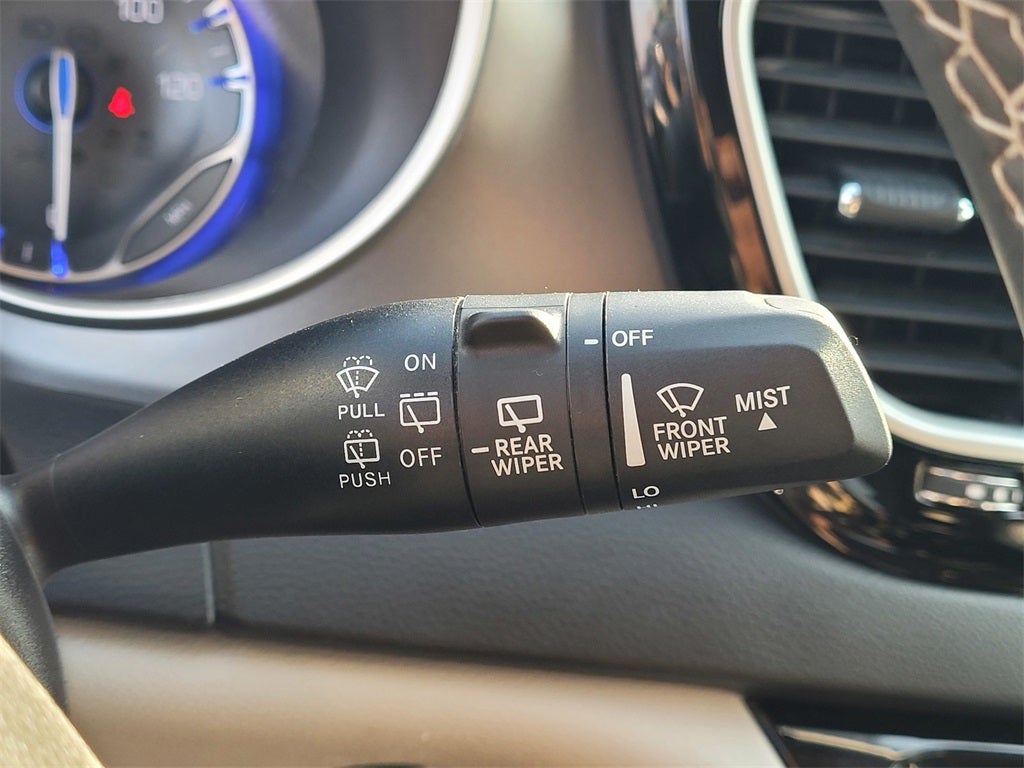 100
120
PULL
PUSH
ON
OFF
REAR
WIPER
OFF
FRONT
WIPER
MIST
LO